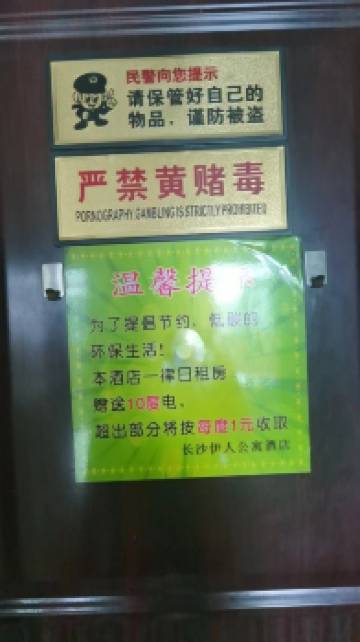 民警向您提示
请保管好自己的
物品，谨防被盗
严禁黄赌毒
PORNOGRAPHY GAMBLING IS STRICTLY PROHIBITED
温馨提示
为了提倡节约、低碳的
环保生活！
本酒店一律日租房
赠送10度电，
超出部分将按每度1元收取
长沙伊人公寓酒店